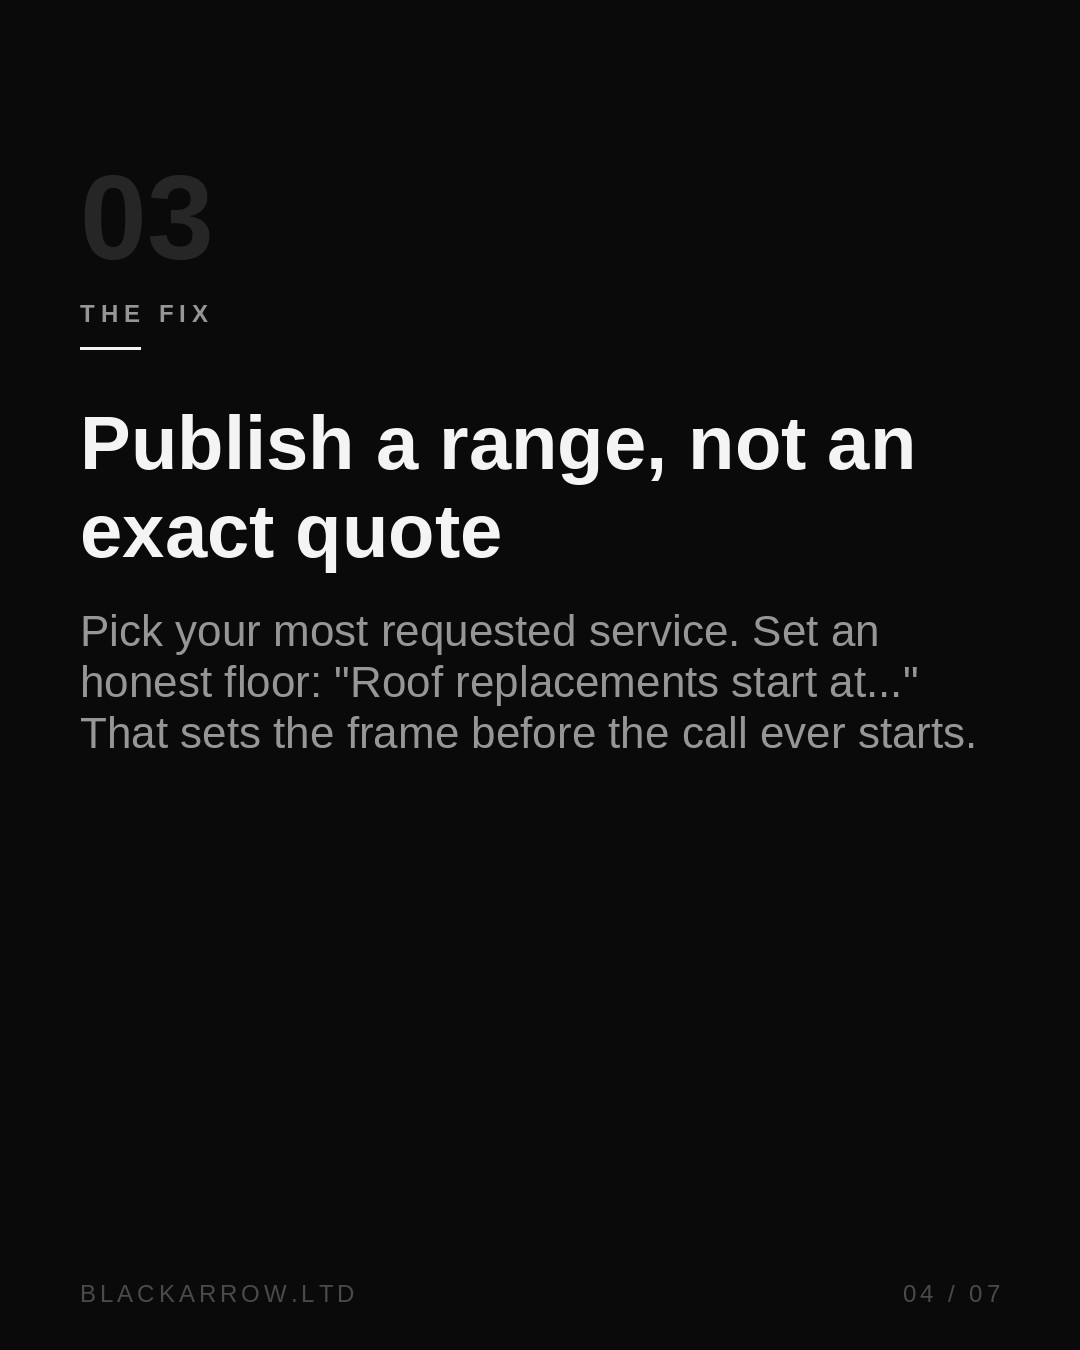 03
THE FIX
Publish a range, not an
exact quote
Pick your most requested service. Set an
honest floor: "Roof replacements start at..."
That sets the frame before the call ever starts.
BLACKARROW.LTD
04 / 07